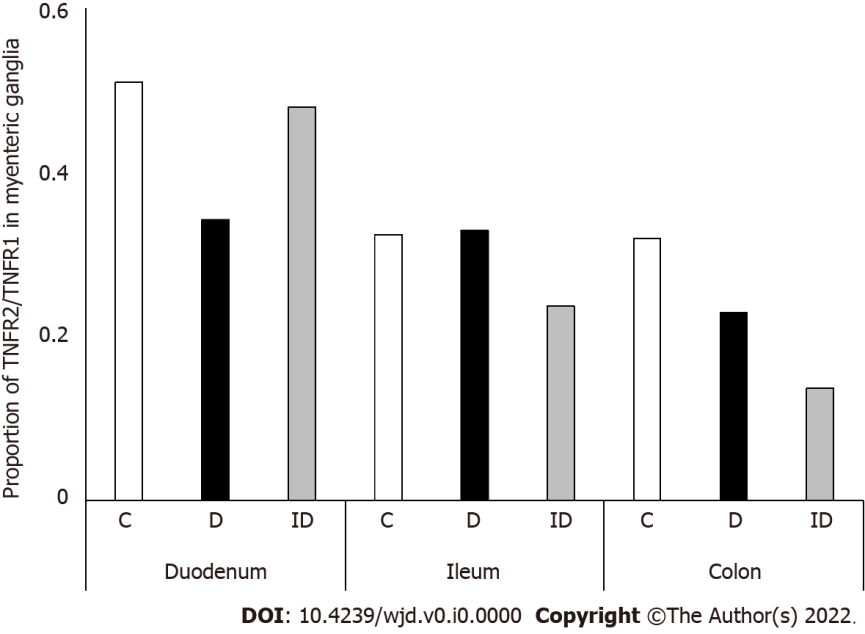 Proportion of TNFR2/TNFR1 in myenteric ganglia
0.6
0.4
0.2
0
C D ID C D ID C D ID
Duodenum Ileum Colon
DOI: 10.4239/wjd.v0.i0.0000 Copyright ©The Author(s) 2022.